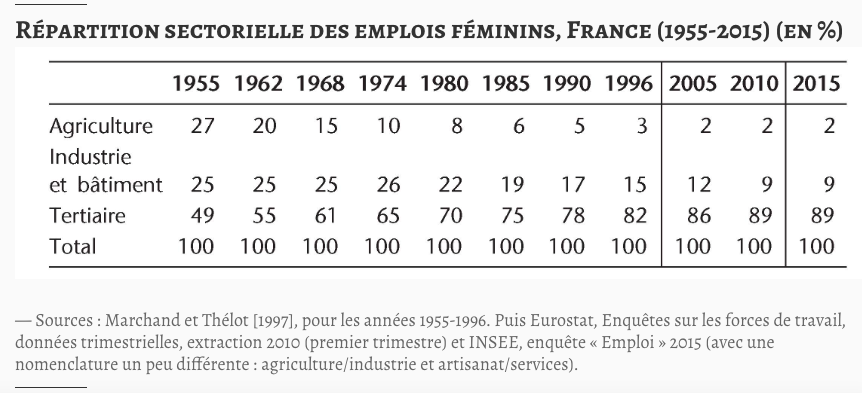 RÉPARTITION SECTORIELLE DES EMPLOIS FÉMININS, FRANCE (1955-2015) (EN %)
1955 1962 1968 1974 1980 1985 1990 1996 2005 2010 2015
Agriculture 27 20 15 10 8 6 5 3 2 2 2
Industrie
et bâtiment 25 25 25 26 22 19 17 15 12 9 9
Tertiaire 49 55 61 65 70 75 78 82 86 89 89
Total 100 100 100 100 100 100 100 100 100 100 100
— Sources : Marchand et Thélot [1997], pour les années 1955-1996. Puis Eurostat, Enquêtes sur les forces de travail,
données trimestrielles, extraction 2010 (premier trimestre) et INSEE, enquête « Emploi » 2015 (avec une
nomenclature un peu différente : agriculture/industrie et artisanat/services).